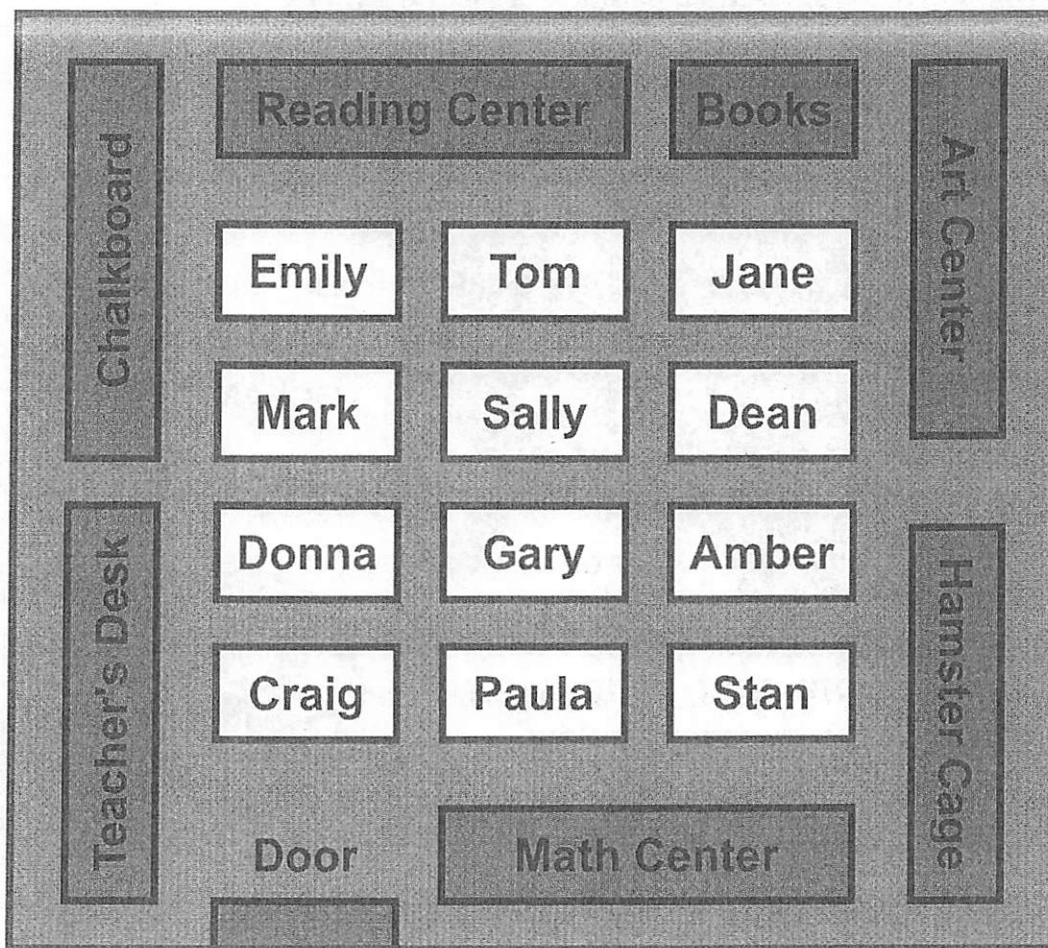 Reading Center
Books
Chalkboard
Art Center
Emily
Tom
Jane
Mark
Sally
Dean
Donna
Gary
Amber
Teacher's Desk
Hamster Cage
Craig
Paula
Stan
Door
Math Center